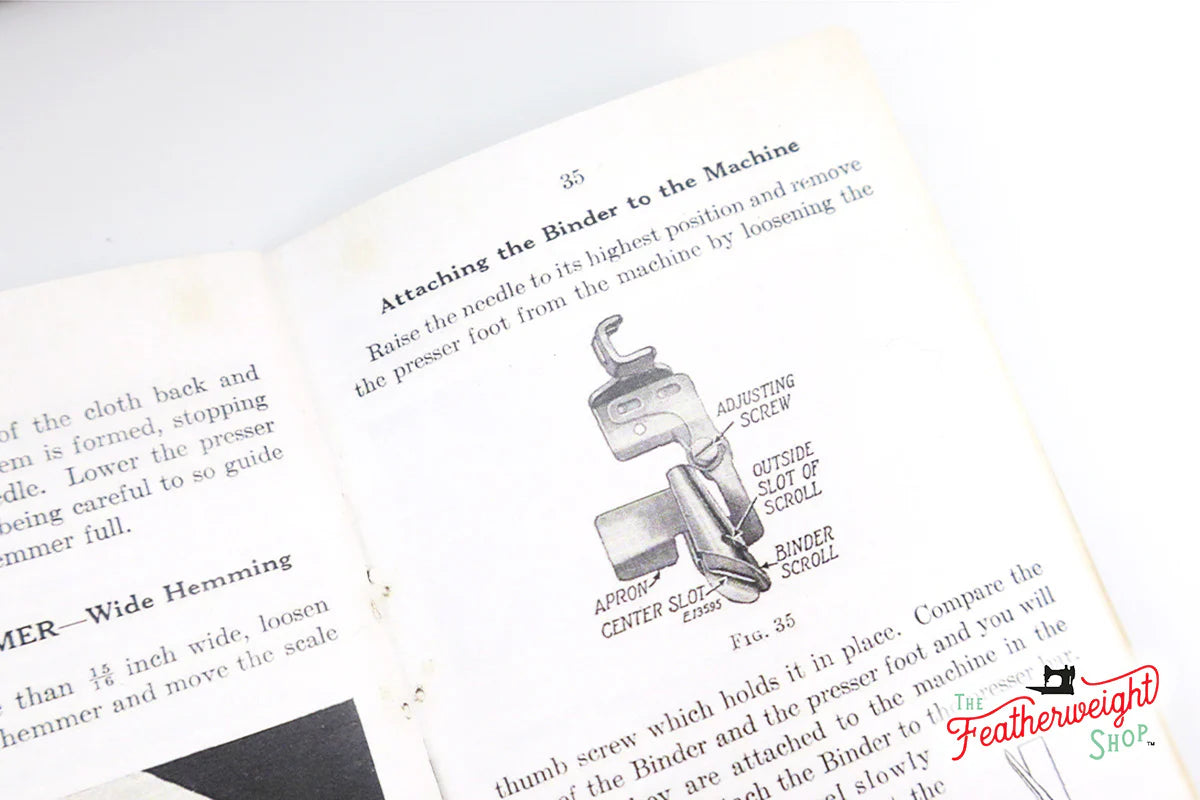 of the cloth back and
em is formed, stopping
dle. Lower the presser
being careful to so guide
emmer full.
MER—Wide Hemming
than 15/16 inch wide, loosen
hemmer and move the scale
35
Attaching the Binder to the Machine
Raise the needle to its highest position and remove
the presser foot from the machine by loosening the
ADJUSTING
SCREW
OUTSIDE
SLOT OF
SCROLL
BINDER
SCROLL
APRON
CENTER SLOT
E13595
FIG. 35
thumb screw which holds it in place. Compare the
of the Binder and the presser foot and you will
hey are attached to the machine in the
ach the Binder to the presser bar.
el slowly
the
THE
Featherweight
SHOP™